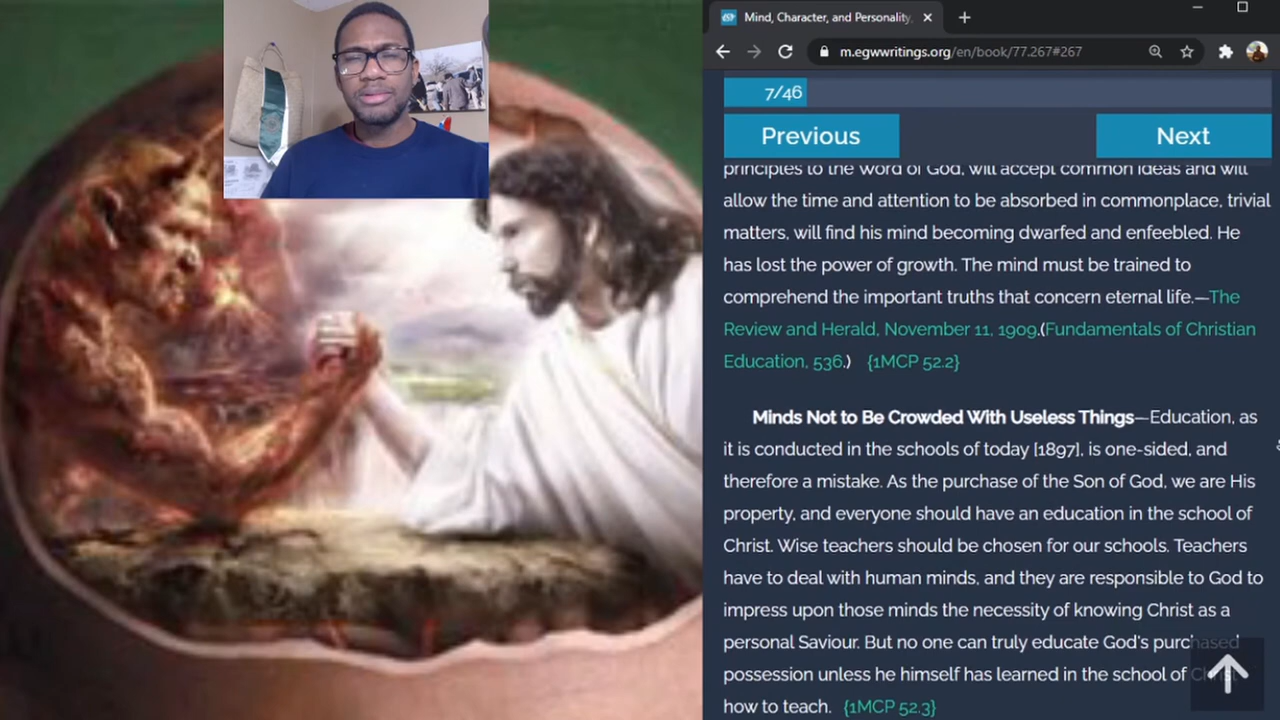 Mind, Character, and Personality,
m.egwwritings.org/en/book/77.267#267
7/46
Previous
Next
principles to the Word of God, will accept common ideas and will
allow the time and attention to be absorbed in commonplace, trivial
matters, will find his mind becoming dwarfed and enfeebled. He
has lost the power of growth. The mind must be trained to
comprehend the important truths that concern eternal life.—The
Review and Herald, November 11, 1909.(Fundamentals of Christian
Education, 536.) {1MCP 52.2}
Minds Not to Be Crowded With Useless Things—Education, as
it is conducted in the schools of today [1897], is one-sided, and
therefore a mistake. As the purchase of the Son of God, we are His
property, and everyone should have an education in the school of
Christ. Wise teachers should be chosen for our schools. Teachers
have to deal with human minds, and they are responsible to God to
impress upon those minds the necessity of knowing Christ as a
personal Saviour. But no one can truly educate God's purchased
possession unless he himself has learned in the school of Christ
how to teach. {1MCP 52.3}